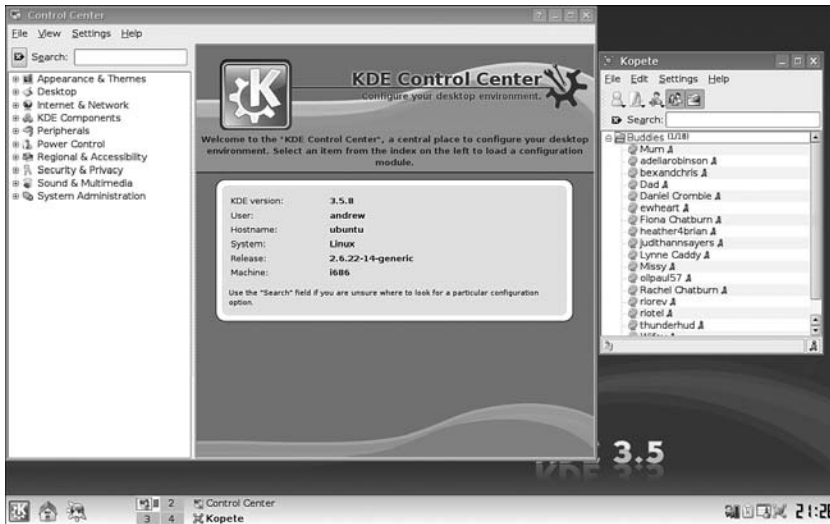 Control Center
File View Settings Help
Search:
Appearance & Themes
Desktop
Internet & Network
KDE Components
Peripherals
Power Control
Regional & Accessibility
Security & Privacy
Sound & Multimedia
System Administration
KDE Control Center
Configure your desktop environment.
Welcome to the "KDE Control Center", a central place to configure your desktop
environment. Select an item from the index on the left to load a configuration
module.
KDE version: 3.5.8
User: andrew
Hostname: ubuntu
System: Linux
Release: 2.6.22-14-generic
Machine: i686
Use the "Search" field if you are unsure where to look for a particular configuration
option.
Kopete
File Edit Settings Help
Search:
Buddies (1/18)
Mum
adellarobinson
bexandchris
Dad
Daniel Crombie
ewheart
Fiona Chatburn
heather4brian
judithannsayers
Lynne Caddy
Missy
ollpaul57
Rachel Chatburn
riorev
riotel
thunderhud
3.5
2
3 4
Control Center
Kopete